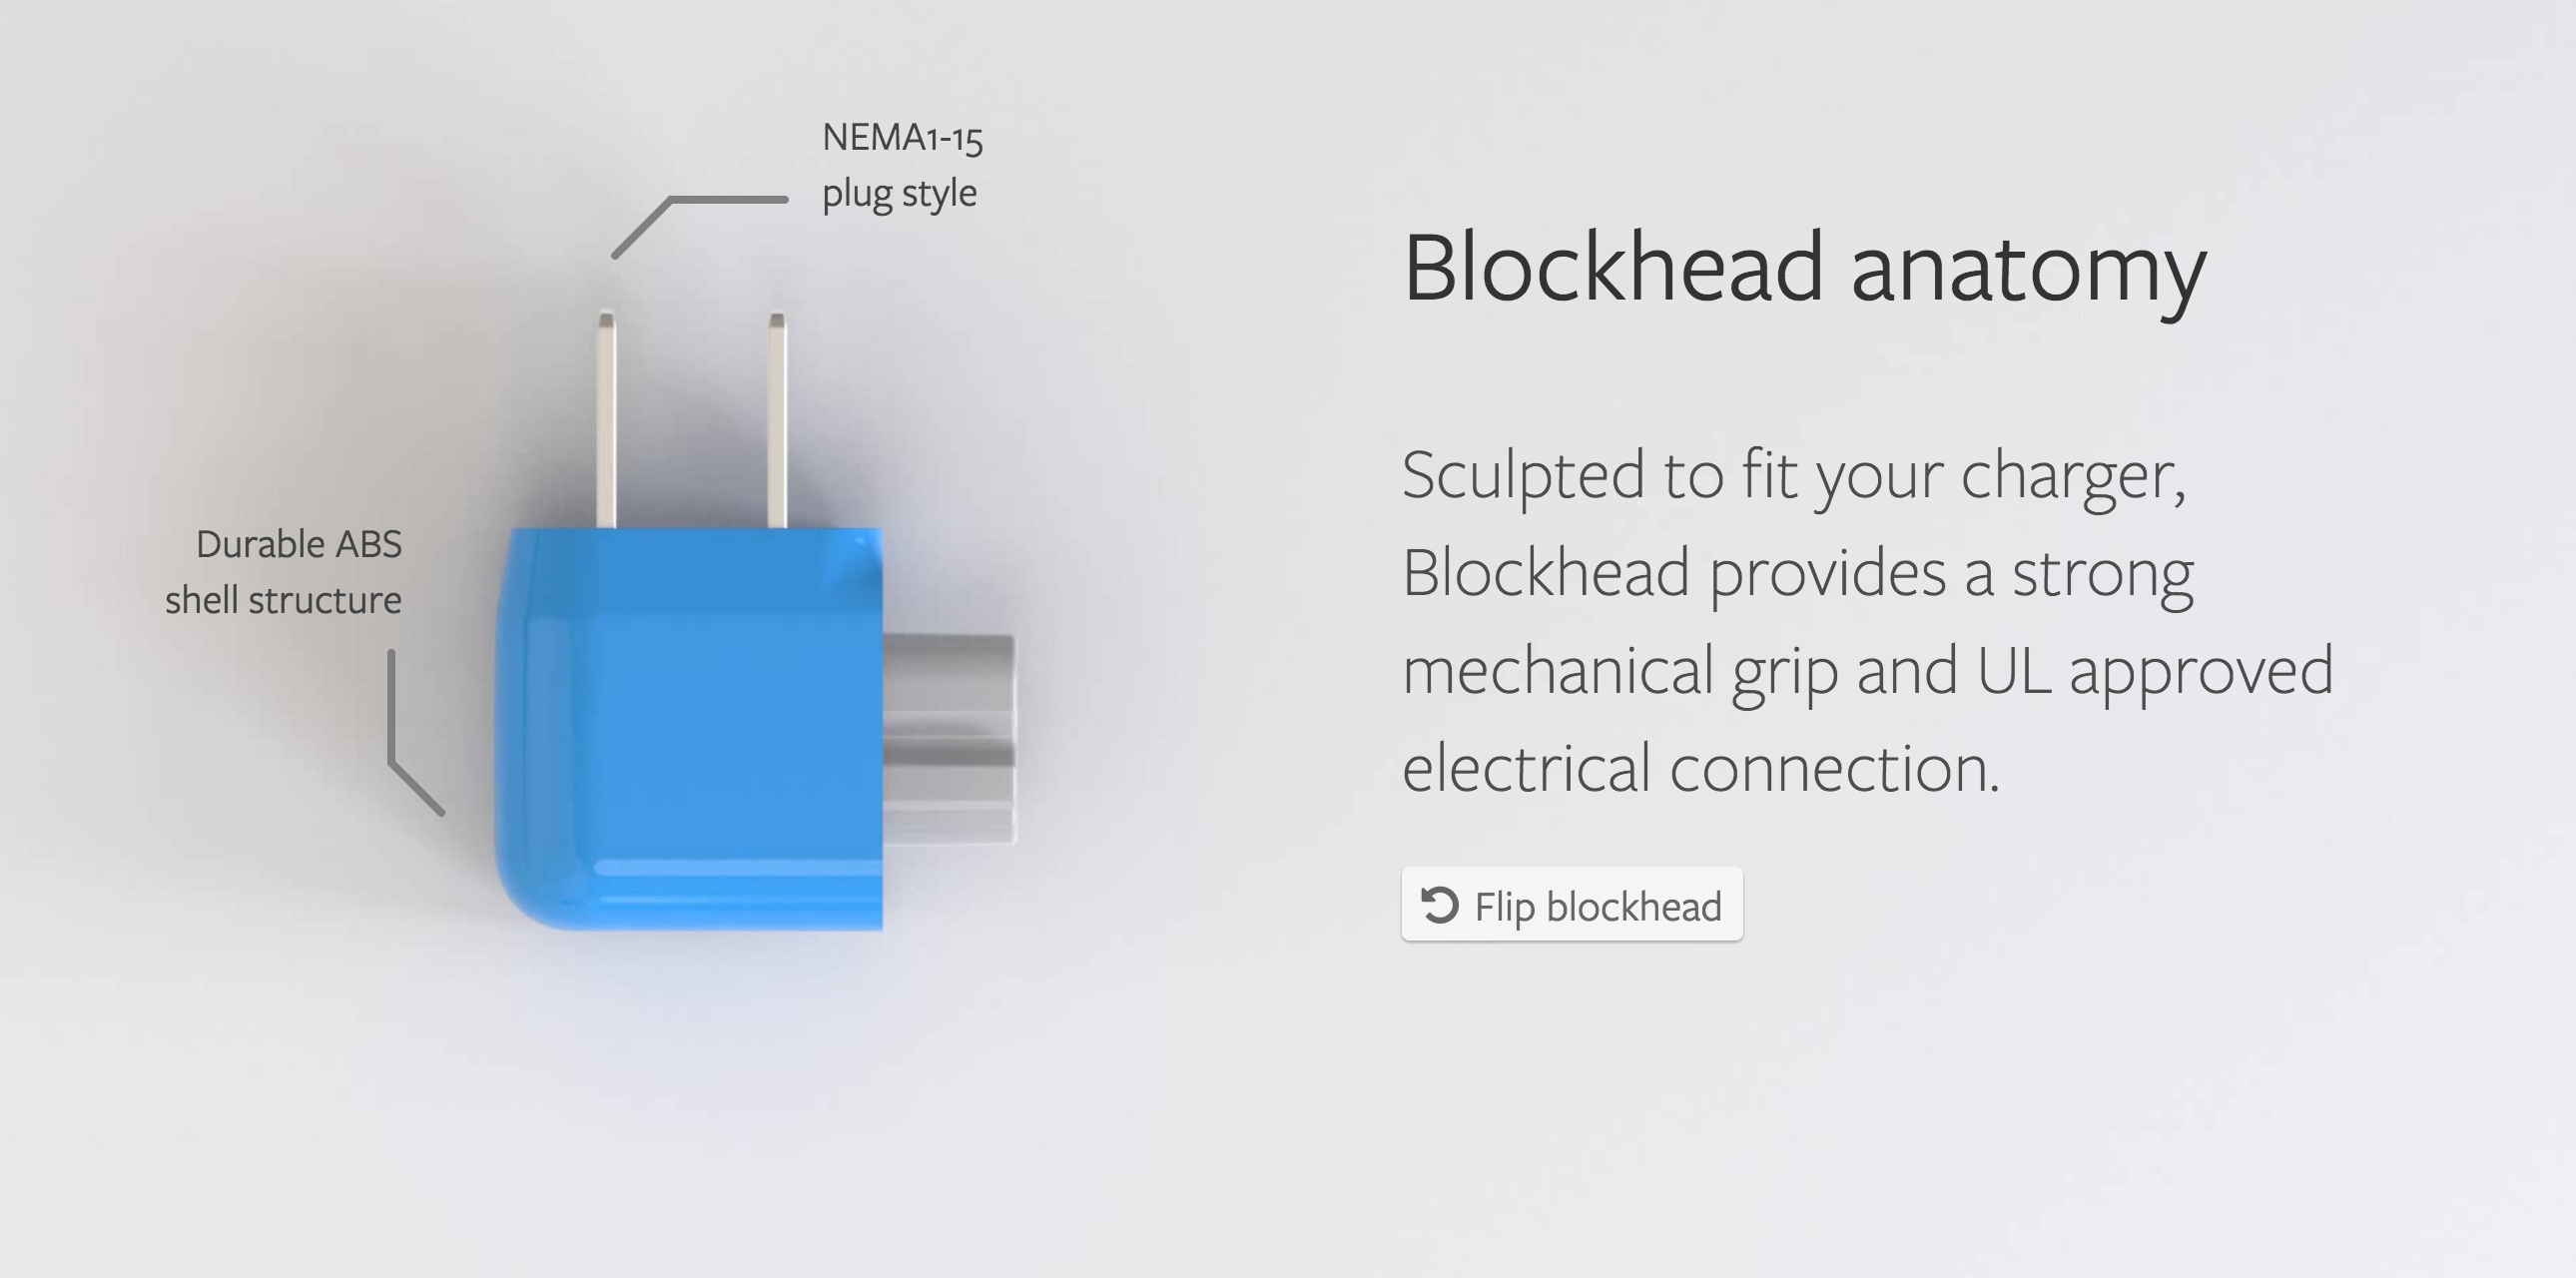 NEMA1-15
plug style
Durable ABS
shell structure
Blockhead anatomy
Sculpted to fit your charger,
Blockhead provides a strong
mechanical grip and UL approved
electrical connection.
Flip blockhead